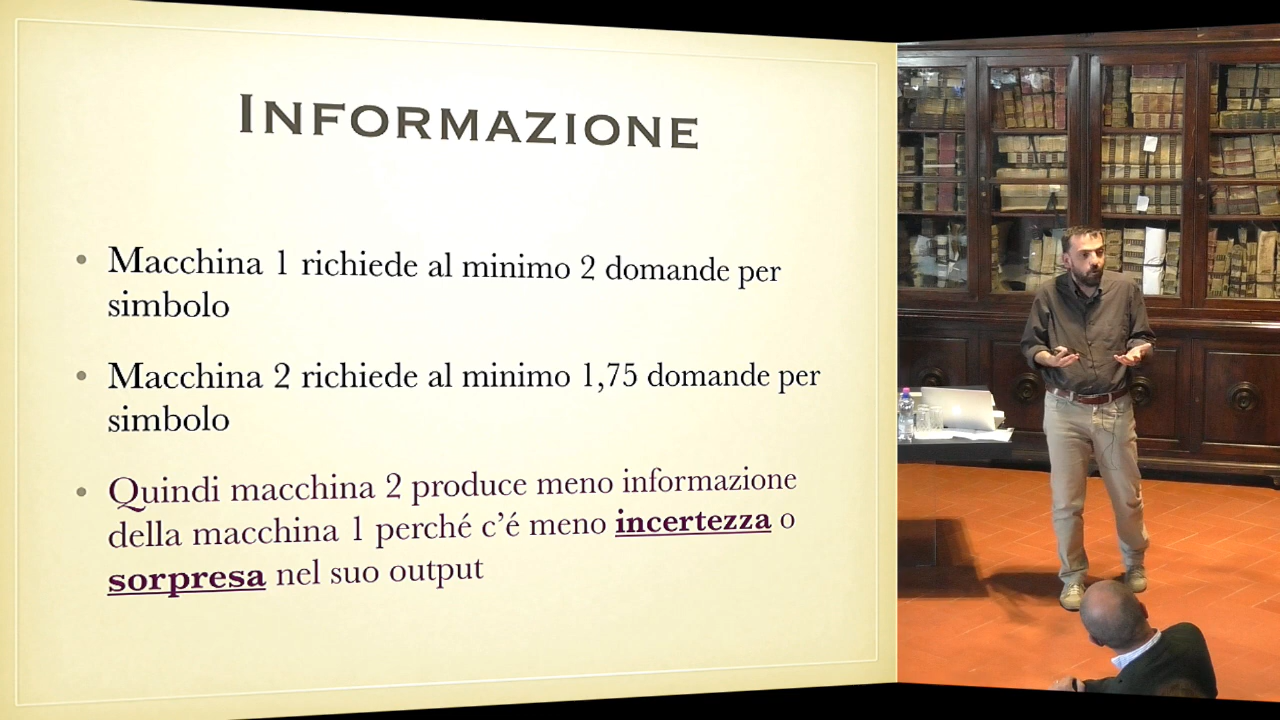 INFORMAZIONE
Macchina 1 richiede al minimo 2 domande per
simbolo
Macchina 2 richiede al minimo 1,75 domande per
simbolo
Quindi macchina 2 produce meno informazione
della macchina 1 perché c'é meno incertezza o
sorpresa nel suo output